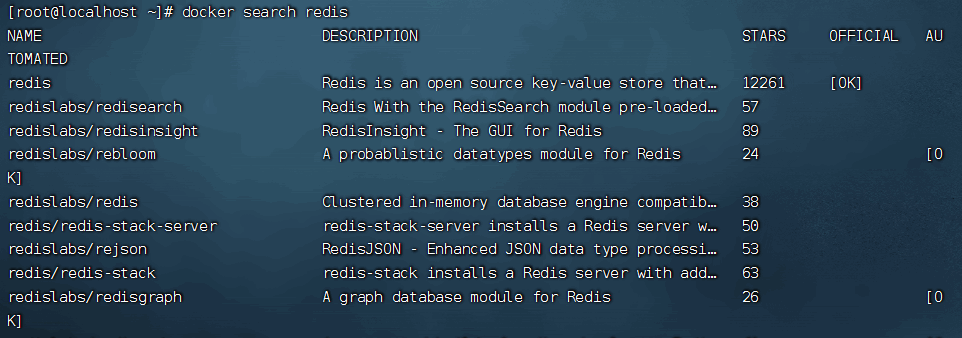 [root@localhost ~]# docker search redis
NAME DESCRIPTION STARS OFFICIAL AU
TOMATED
redis Redis is an open source key-value store that… 12261 [OK]
redislabs/redisearch Redis With the RedisSearch module pre-loaded… 57
redislabs/redisinsight RedisInsight - The GUI for Redis 89
redislabs/rebloom A probablistic datatypes module for Redis 24 [O
K]
redislabs/redis Clustered in-memory database engine compatib… 38
redis/redis-stack-server redis-stack-server installs a Redis server w… 50
redislabs/rejson RedisJSON - Enhanced JSON data type processi… 53
redis/redis-stack redis-stack installs a Redis server with add… 63
redislabs/redisgraph A graph database module for Redis 26 [O
K]